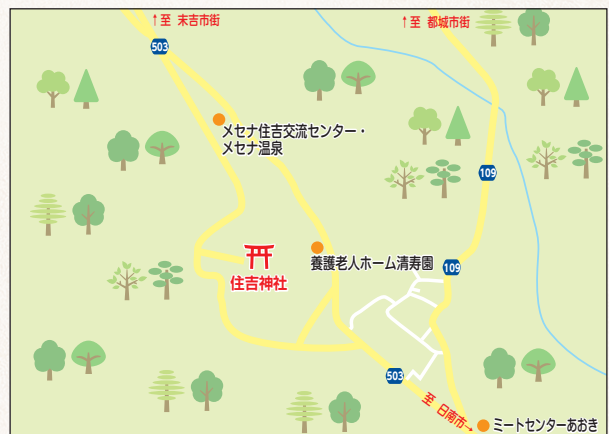 ↑至 末吉市街
↑至 都城市街
503
メセナ住吉交流センター・
メセナ温泉
109
住吉神社
養護老人ホーム清寿園
109
503
至 日南市→
ミートセンターあおき